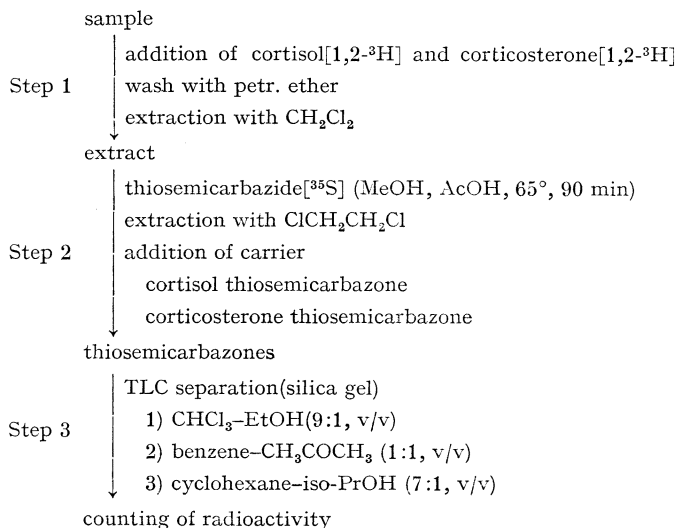 sample
addition of cortisol[1,2-³H] and corticosterone[1,2-³H]
Step 1
wash with petr. ether
extraction with CH₂Cl₂
extract
thiosemicarbazide[³⁵S] (MeOH, AcOH, 65°, 90 min)
extraction with ClCH₂CH₂Cl
Step 2
addition of carrier
cortisol thiosemicarbazone
corticosterone thiosemicarbazone
thiosemicarbazones
TLC separation(silica gel)
1) CHCl₃–EtOH(9:1, v/v)
Step 3
2) benzene–CH₃COCH₃ (1:1, v/v)
3) cyclohexane–iso-PrOH (7:1, v/v)
counting of radioactivity